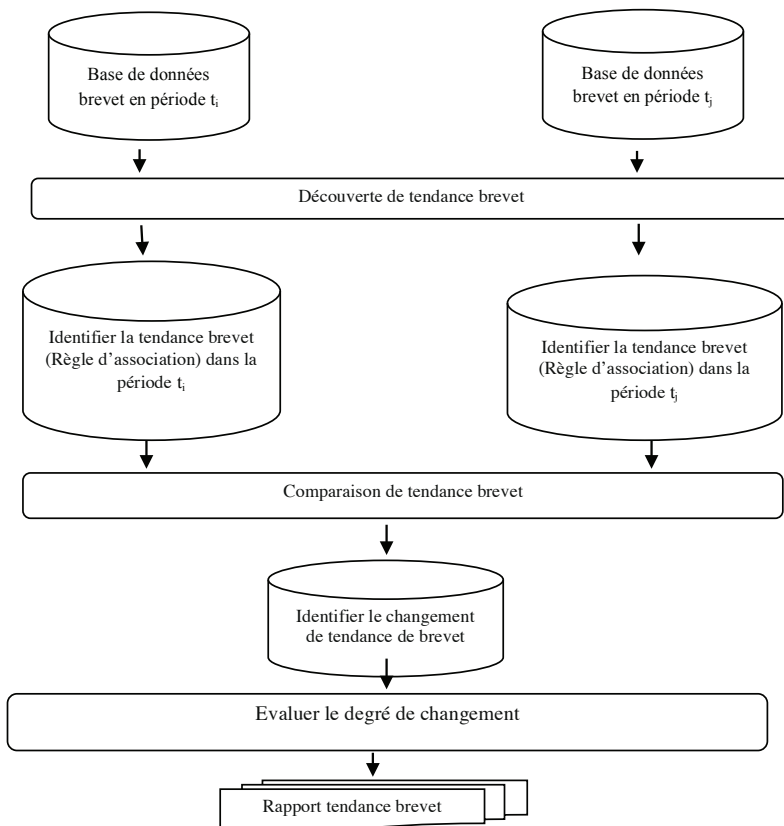 Base de données
brevet en période tᵢ
Base de données
brevet en période tⱼ
Découverte de tendance brevet
Identifier la tendance brevet
(Règle d'association) dans la
période tᵢ
Identifier la tendance brevet
(Règle d'association) dans la
période tⱼ
Comparaison de tendance brevet
Identifier le changement
de tendance de brevet
Evaluer le degré de changement
Rapport tendance brevet